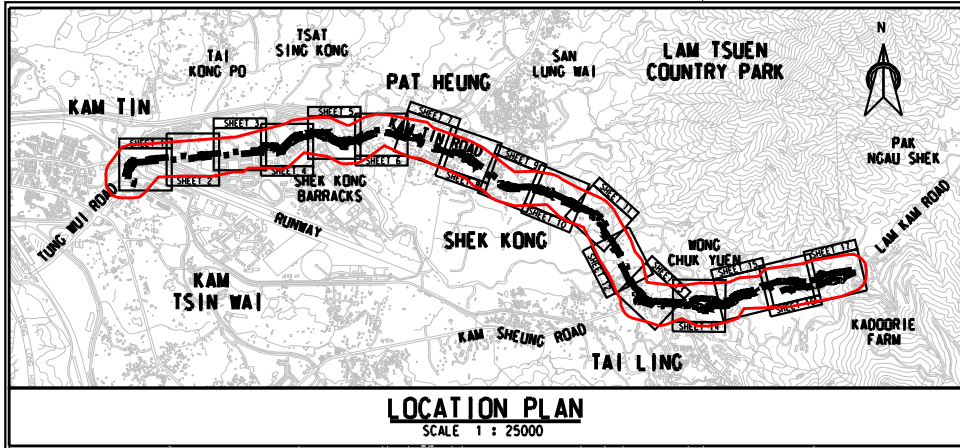 TSAT
SING KONG
TAI
KONG PO
SAN
LUNG WAI
LAM TSUEN
COUNTRY PARK
N
PAT HEUNG
KAM TIN
PAK
NGAU SHEK
SHEET 3
SHEET 5
SHEET 7
KAM TIN ROAD
SHEET
SHEET 2
SHEET 4
SHEET 6
SHEET 9
SHEK KONG
BARRACKS
SHEET 10
SHEET 11
TUNG WUI ROAD
RUNWAY
SHEK KONG
LAM KAM ROAD
WONG
CHUK YUEN
SHEET 12
SHEET
SHEET 15
SHEET 17
KAM
TSIN WAI
SHEET 14
SHEET
KAM SHEUNG ROAD
TAI LING
KADOORIE
FARM
LOCATION PLAN
SCALE 1 : 25000